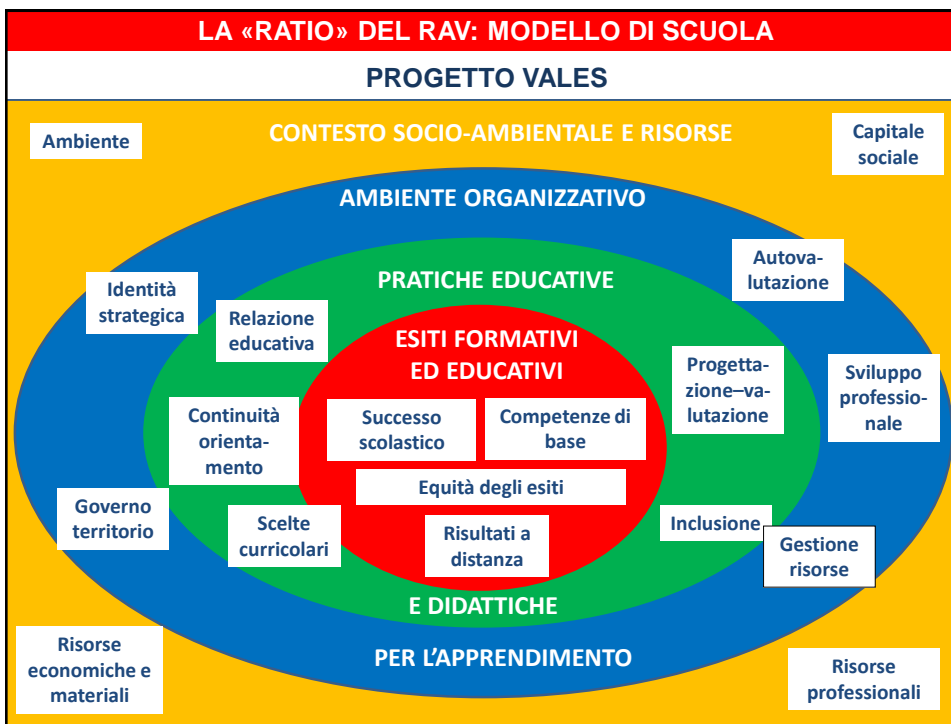 LA «RATIO» DEL RAV: MODELLO DI SCUOLA
PROGETTO VALES
CONTESTO SOCIO-AMBIENTALE E RISORSE
Ambiente
Capitale
sociale
AMBIENTE ORGANIZZATIVO
Autova-
lutazione
Identità
strategica
PRATICHE EDUCATIVE
Relazione
educativa
ESITI FORMATIVI
ED EDUCATIVI
Progetta-
zione–va-
lutazione
Sviluppo
professio-
nale
Continuità
orienta-
mento
Successo
scolastico
Competenze di
base
Equità degli esiti
Governo
territorio
Scelte
curricolari
Risultati a
distanza
Inclusione
Gestione
risorse
E DIDATTICHE
PER L'APPRENDIMENTO
Risorse
economiche e
materiali
Risorse
professionali